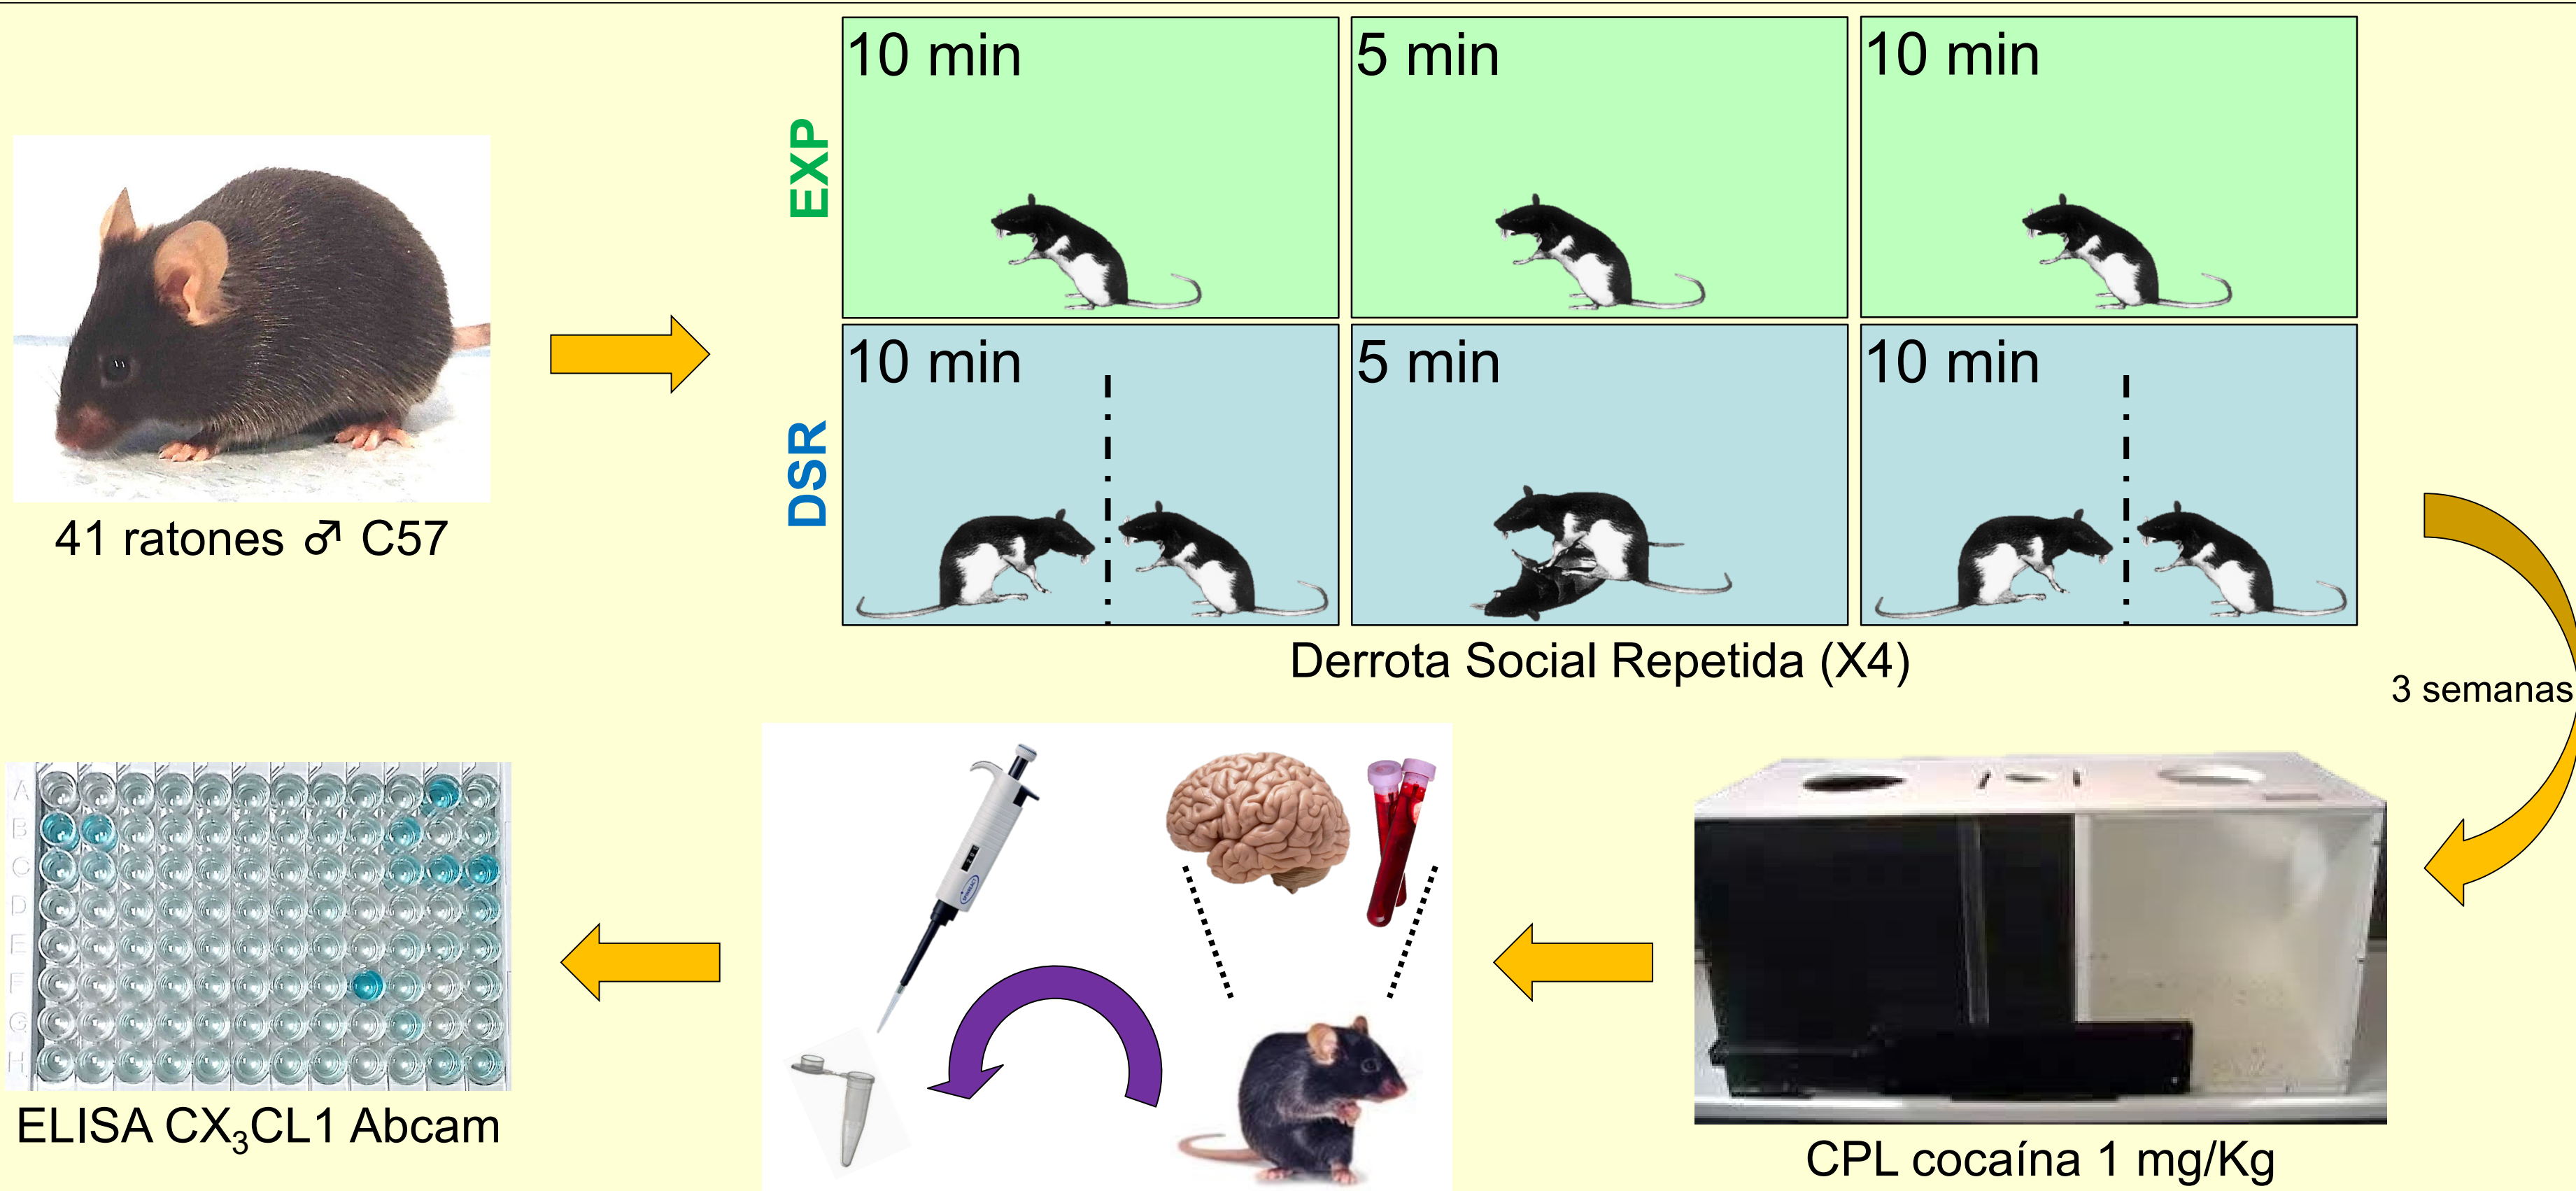 10 min
5 min
10 min
EXP
10 min
5 min
10 min
DSR
41 ratones ♂ C57
Derrota Social Repetida (X4)
3 semanas
A
B
C
D
E
F
G
H
ELISA CX₃CL1 Abcam
CPL cocaína 1 mg/Kg